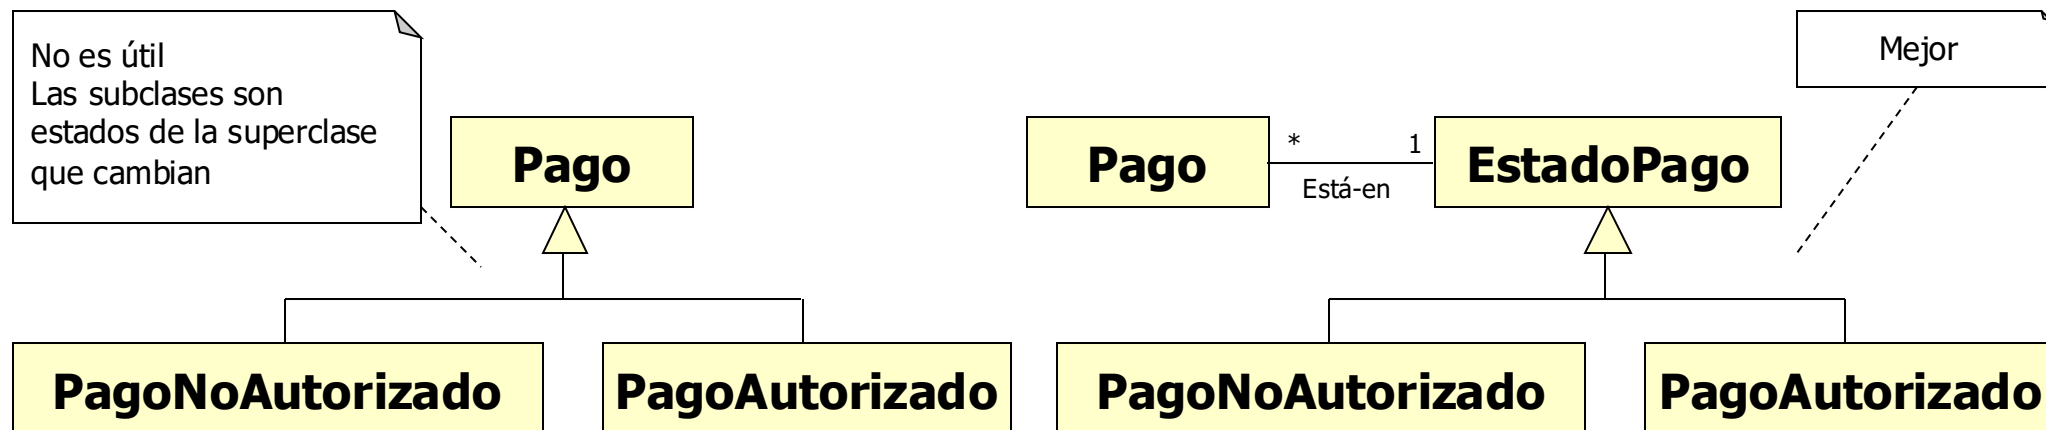 No es útil
Las subclases son
estados de la superclase
que cambian
Pago
PagoNoAutorizado
PagoAutorizado
Mejor
Pago
* 1
Está-en
EstadoPago
PagoNoAutorizado
PagoAutorizado